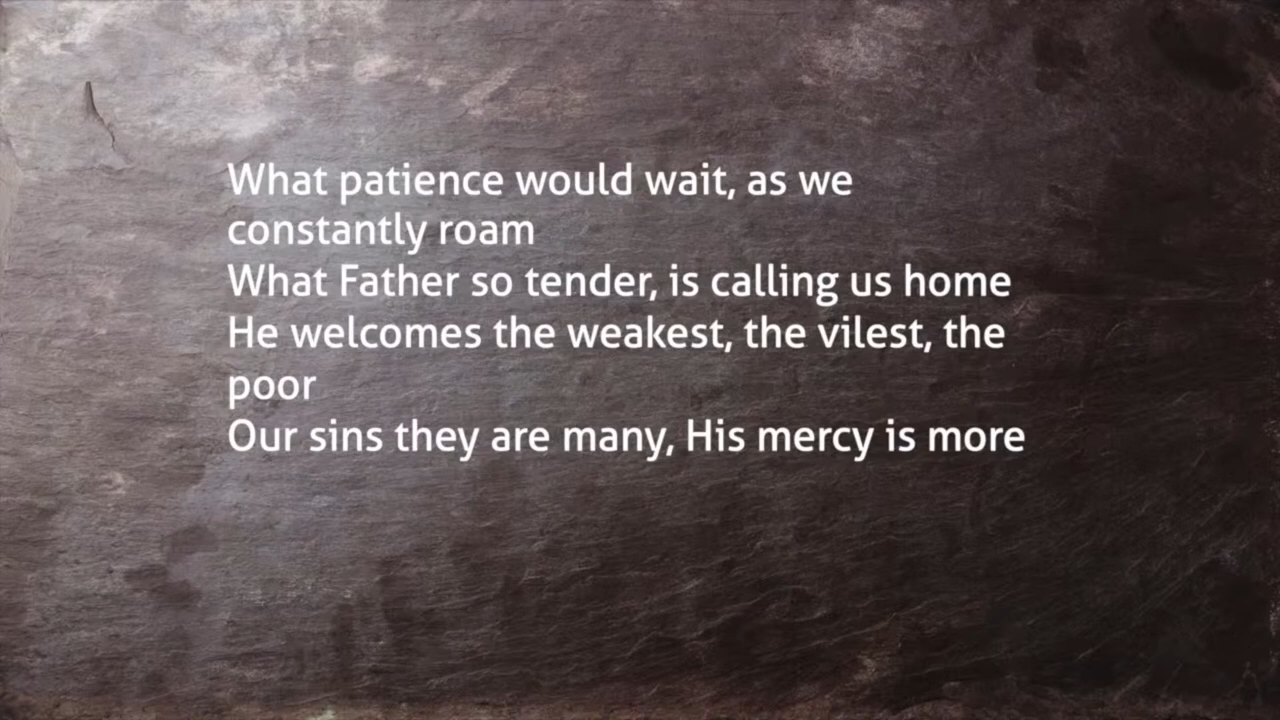 What patience would wait, as we
constantly roam
What Father so tender, is calling us home
He welcomes the weakest, the vilest, the
poor
Our sins they are many, His mercy is more